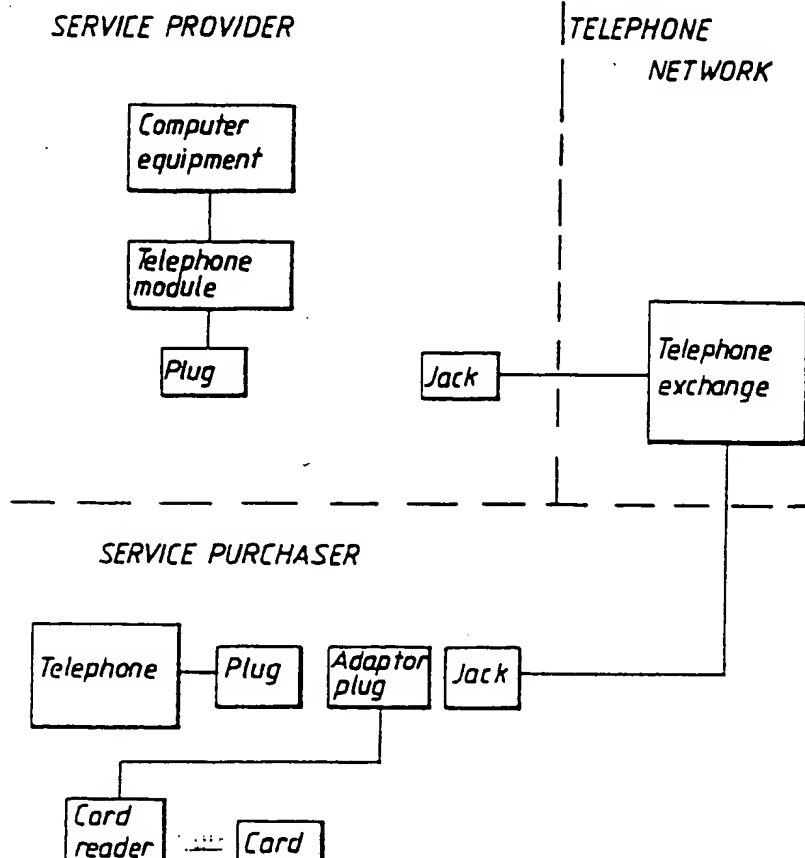 SERVICE PROVIDER
TELEPHONE
NETWORK
Computer
equipment
Telephone
module
Plug
Jack
Telephone
exchange
SERVICE PURCHASER
Telephone
Plug
Adaptor
plug
Jack
Card
reader
Card